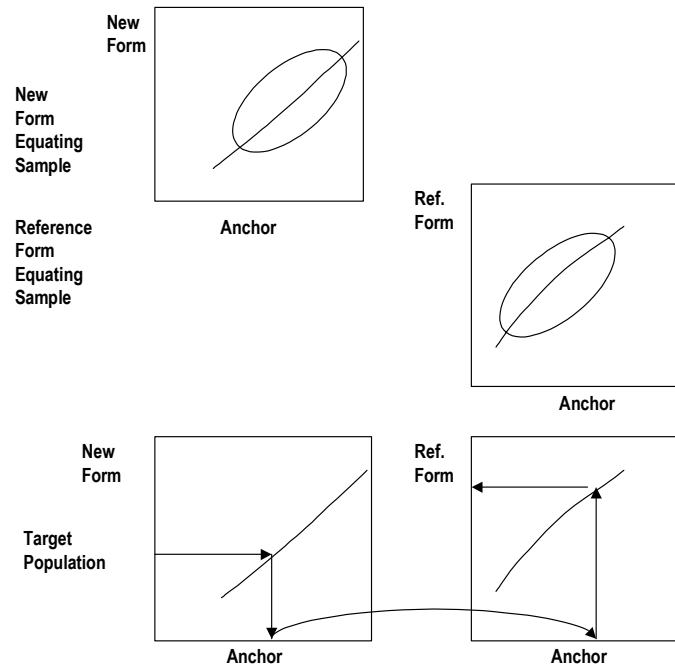 New
Form
New
Form
Equating
Sample
Anchor
Reference
Form
Equating
Sample
Ref.
Form
Anchor
New
Form
Ref.
Form
Target
Population
Anchor
Anchor